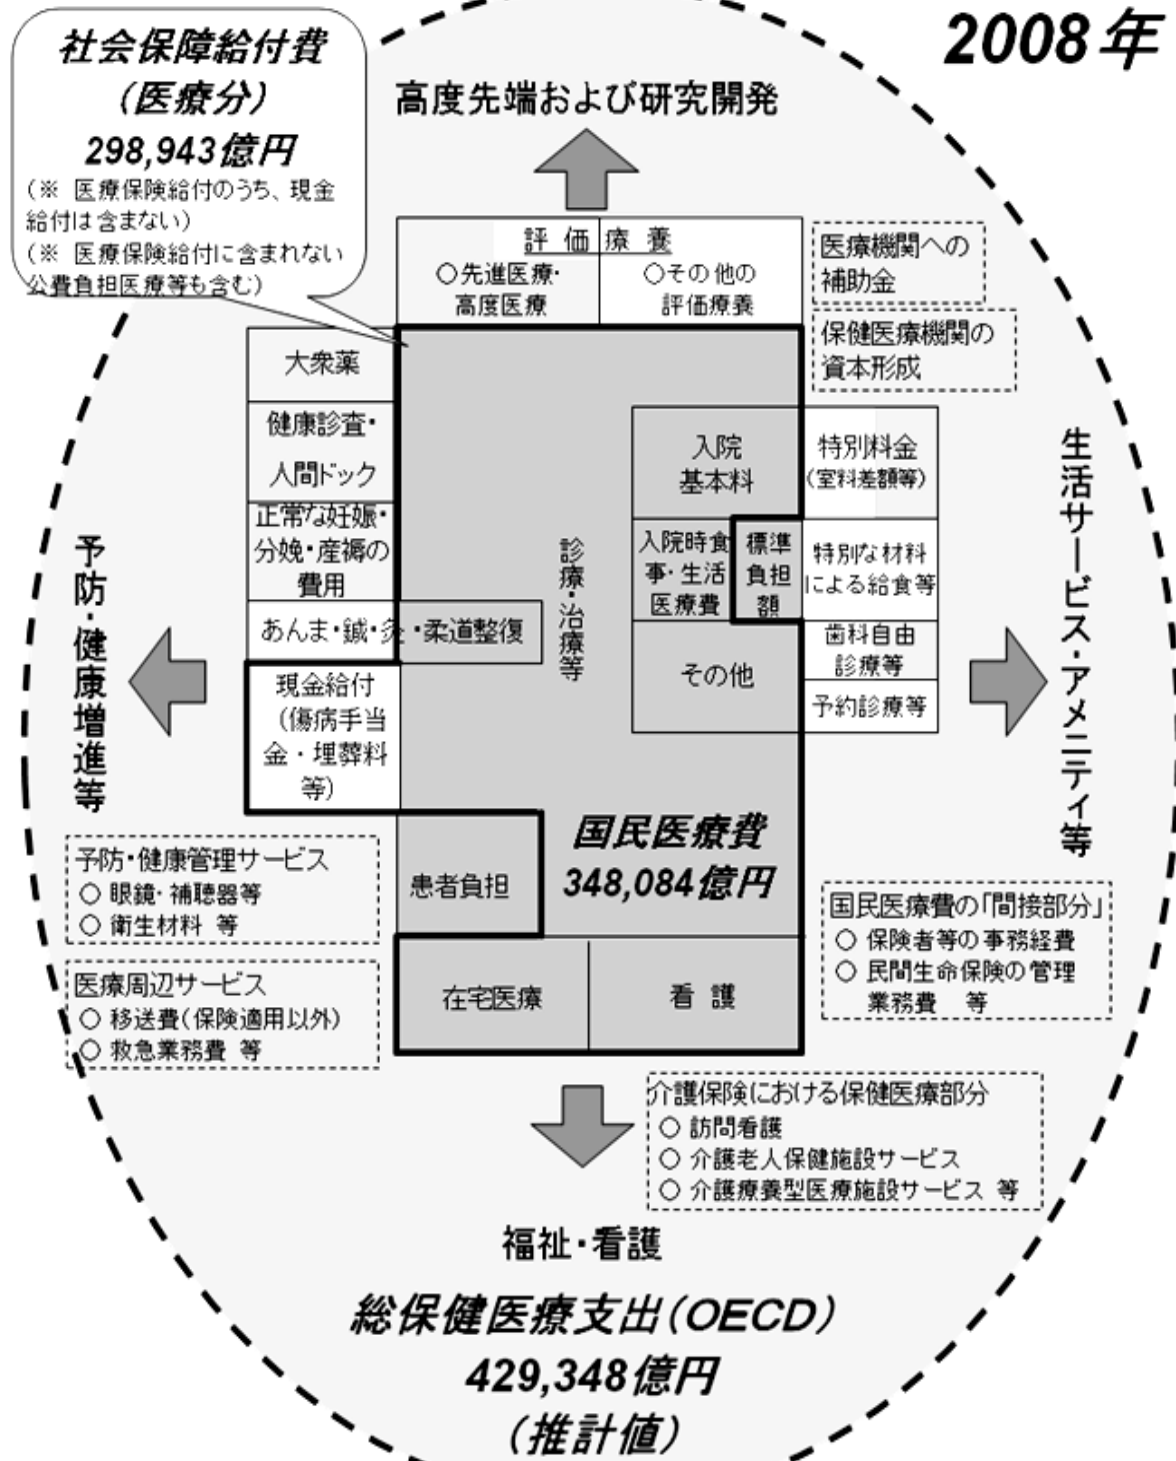 2008年
社会保障給付費
（医療分）
298,943億円
（※ 医療保険給付のうち、現金
給付は含まない）
（※ 医療保険給付に含まれない
公費負担医療等も含む）
高度先端および研究開発
評価療養
○先進医療・
高度医療
○その他の
評価療養
医療機関への
補助金
保健医療機関の
資本形成
大衆薬
健康診査・
人間ドック
正常な妊娠・
分娩・産褥の
費用
あんま・鍼・灸・柔道整復
現金給付
（傷病手当
金・埋葬料
等）
診療・治療等
入院
基本料
特別料金
（室料差額等）
入院時食
事・生活
医療費
標準
負担
額
特別な材料
による給食等
その他
歯科自由
診療等
予約診療等
予防・健康増進等
生活サービス・アメニティ等
国民医療費
348,084億円
患者負担
在宅医療
看護
予防・健康管理サービス
○ 眼鏡・補聴器等
○ 衛生材料 等
医療周辺サービス
○ 移送費（保険適用以外）
○ 救急業務費 等
国民医療費の「間接部分」
○ 保険者等の事務経費
○ 民間生命保険の管理
業務費 等
介護保険における保健医療部分
○ 訪問看護
○ 介護老人保健施設サービス
○ 介護療養型医療施設サービス 等
福祉・看護
総保健医療支出（OECD）
429,348億円
（推計値）